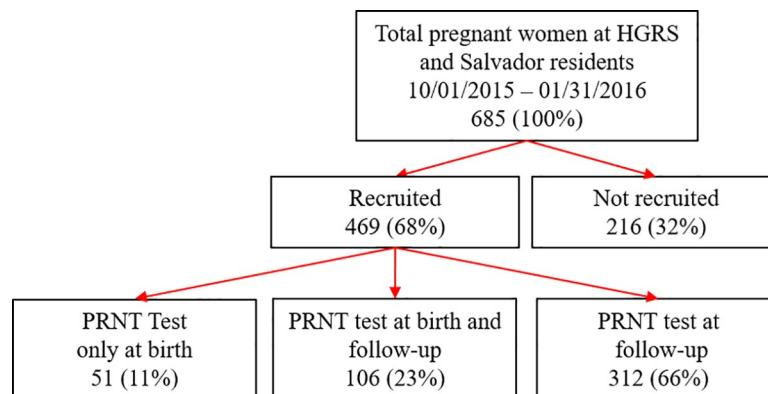 Total pregnant women at HGRS
and Salvador residents
10/01/2015 – 01/31/2016
685 (100%)
Recruited
469 (68%)
Not recruited
216 (32%)
PRNT Test
only at birth
51 (11%)
PRNT test at birth and
follow-up
106 (23%)
PRNT test at
follow-up
312 (66%)